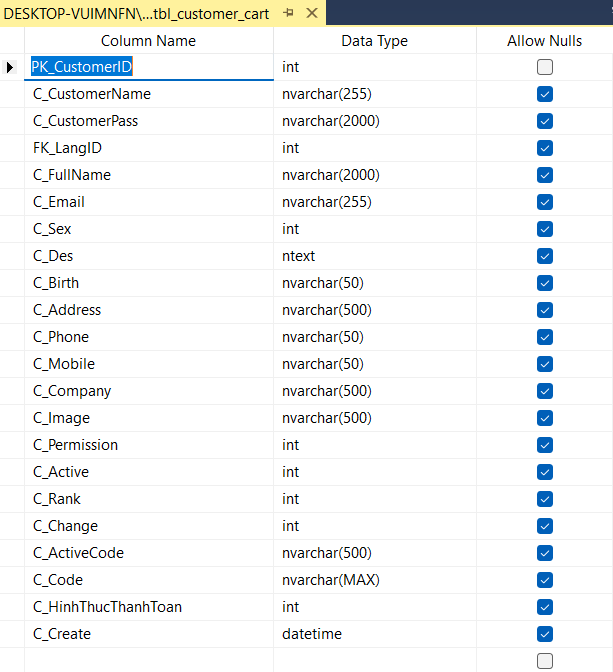 DESKTOP-VUIMNFN\...tbl_customer_cart
Column Name Data Type Allow Nulls
PK_CustomerID int
C_CustomerName nvarchar(255)
C_CustomerPass nvarchar(2000)
FK_LangID int
C_FullName nvarchar(2000)
C_Email nvarchar(255)
C_Sex int
C_Des ntext
C_Birth nvarchar(50)
C_Address nvarchar(500)
C_Phone nvarchar(50)
C_Mobile nvarchar(50)
C_Company nvarchar(500)
C_Image nvarchar(500)
C_Permission int
C_Active int
C_Rank int
C_Change int
C_ActiveCode nvarchar(500)
C_Code nvarchar(MAX)
C_HinhThucThanhToan int
C_Create datetime